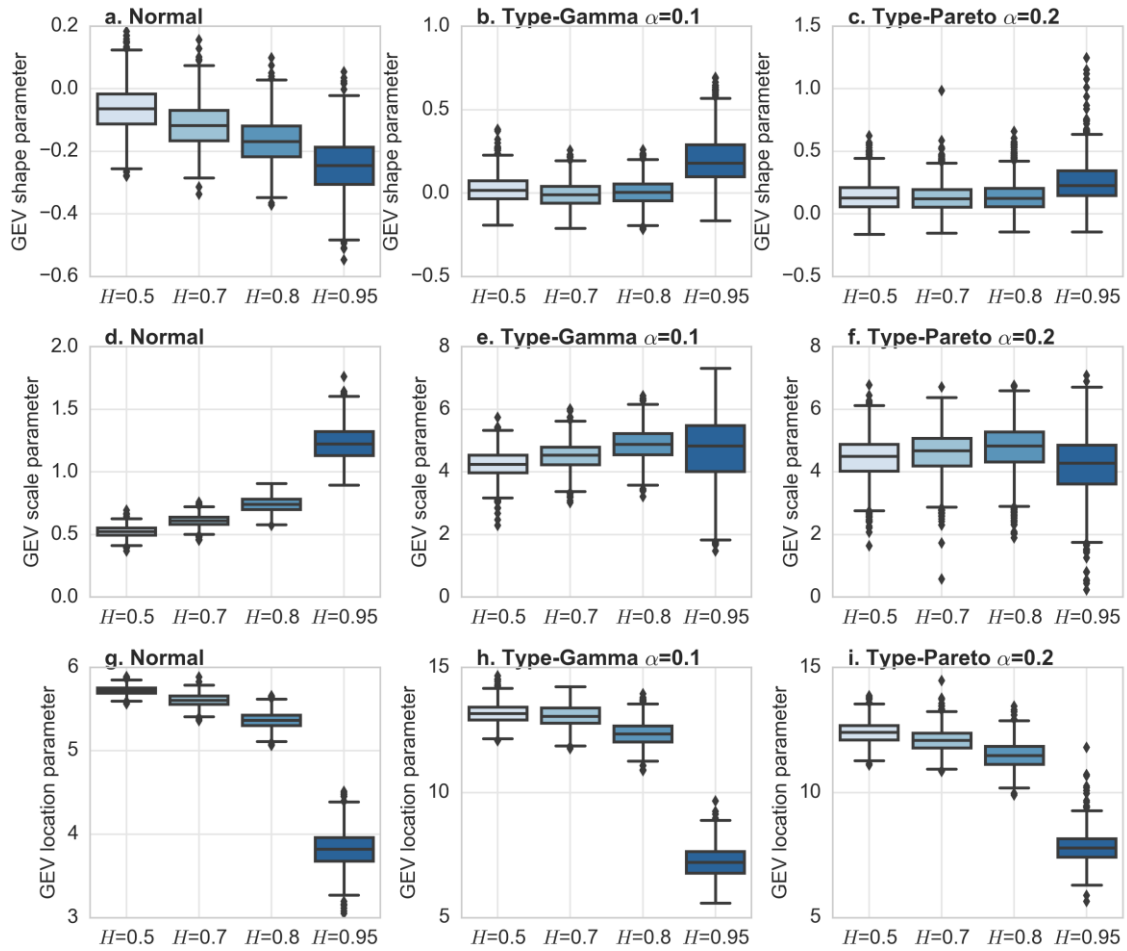 a. Normal
b. Type-Gamma α=0.1
c. Type-Pareto α=0.2
GEV shape parameter
0.2
0.0
−0.2
−0.4
−0.6
H=0.5 H=0.7 H=0.8 H=0.95
GEV shape parameter
1.0
0.5
0.0
−0.5
H=0.5 H=0.7 H=0.8 H=0.95
GEV shape parameter
1.5
1.0
0.5
0.0
−0.5
H=0.5 H=0.7 H=0.8 H=0.95
d. Normal
e. Type-Gamma α=0.1
f. Type-Pareto α=0.2
GEV scale parameter
2.0
1.5
1.0
0.5
0.0
H=0.5 H=0.7 H=0.8 H=0.95
GEV scale parameter
8
6
4
2
0
H=0.5 H=0.7 H=0.8 H=0.95
GEV scale parameter
8
6
4
2
0
H=0.5 H=0.7 H=0.8 H=0.95
g. Normal
h. Type-Gamma α=0.1
i. Type-Pareto α=0.2
GEV location parameter
6
5
4
3
H=0.5 H=0.7 H=0.8 H=0.95
GEV location parameter
15
10
5
H=0.5 H=0.7 H=0.8 H=0.95
GEV location parameter
15
10
5
H=0.5 H=0.7 H=0.8 H=0.95